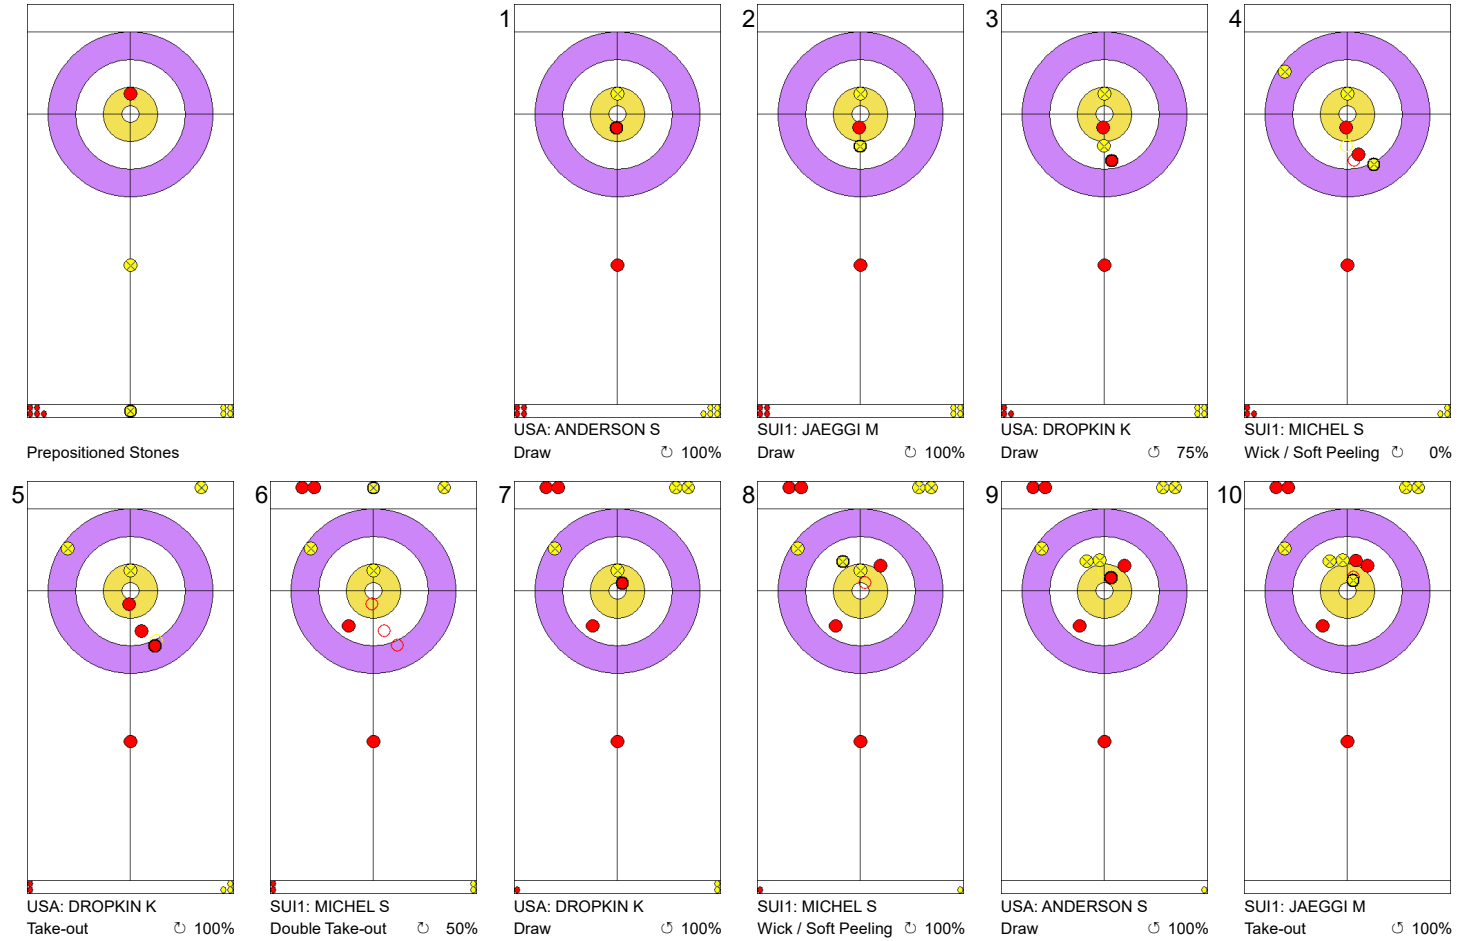 1
2
3
4
Prepositioned Stones
USA: ANDERSON S
Draw ↻ 100%
SUI1: JAEGGI M
Draw ↻ 100%
USA: DROPKIN K
Draw ↺ 75%
SUI1: MICHEL S
Wick / Soft Peeling ↻ 0%
5
6
7
8
9
10
USA: DROPKIN K
Take-out ↻ 100%
SUI1: MICHEL S
Double Take-out ↻ 50%
USA: DROPKIN K
Draw ↺ 100%
SUI1: MICHEL S
Wick / Soft Peeling ↻ 100%
USA: ANDERSON S
Draw ↺ 100%
SUI1: JAEGGI M
Take-out ↻ 100%